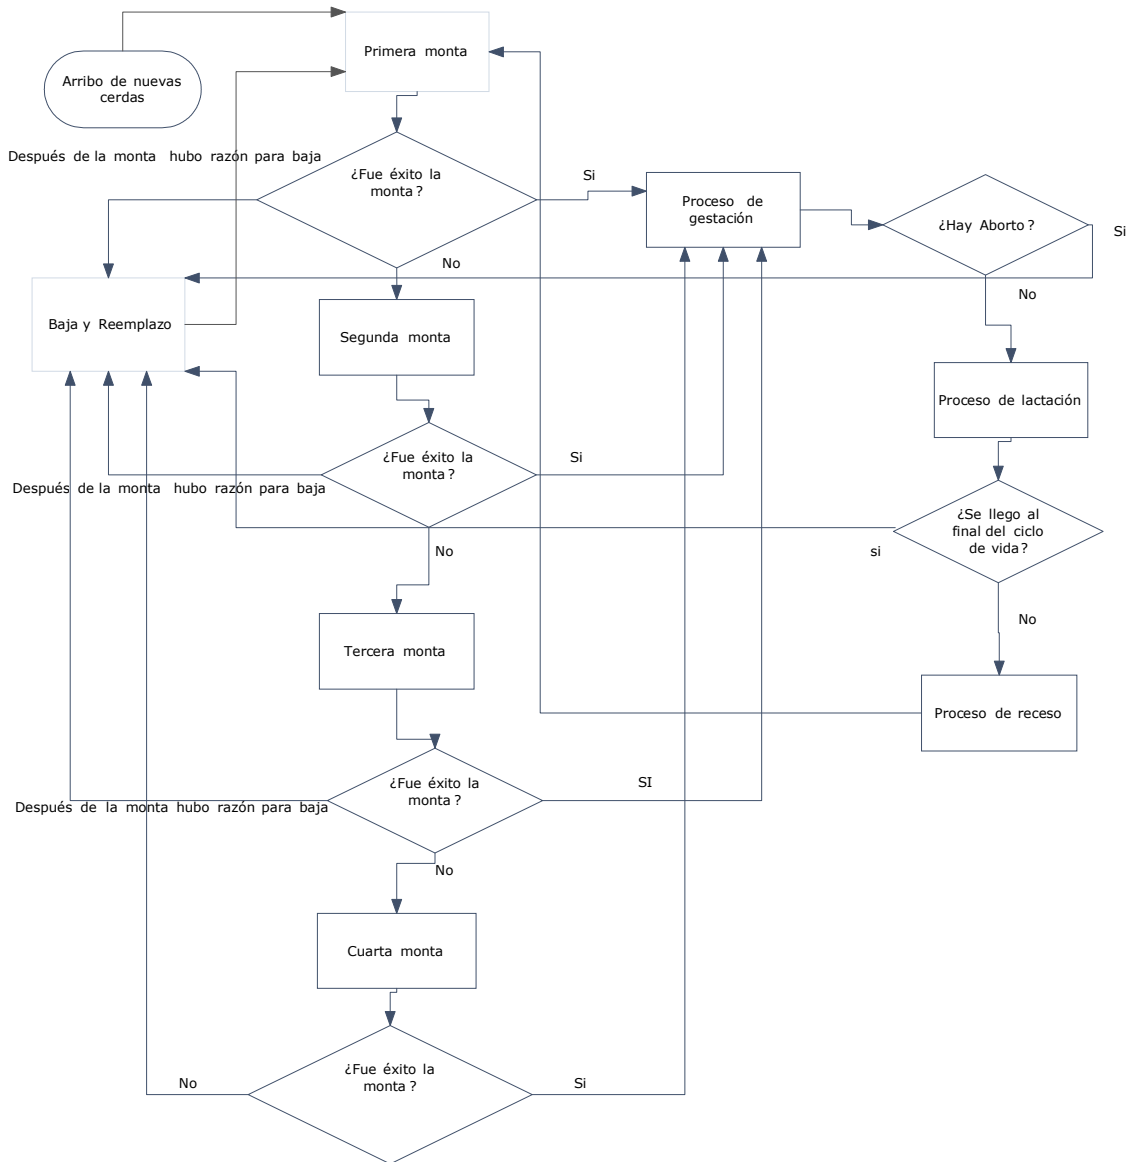 Primera monta
Arribo de nuevas
cerdas
Después de la monta hubo razón para baja
¿Fue éxito la
monta?
Si
Proceso de
gestación
¿Hay Aborto?
Si
No
No
Baja y Reemplazo
Segunda monta
Proceso de lactación
¿Fue éxito la
monta?
Si
Después de la monta hubo razón para baja
¿Se llego al
final del ciclo
de vida?
si
No
No
Tercera monta
Proceso de receso
¿Fue éxito la
monta?
SI
Después de la monta hubo razón para baja
No
Cuarta monta
¿Fue éxito la
monta?
No
Si